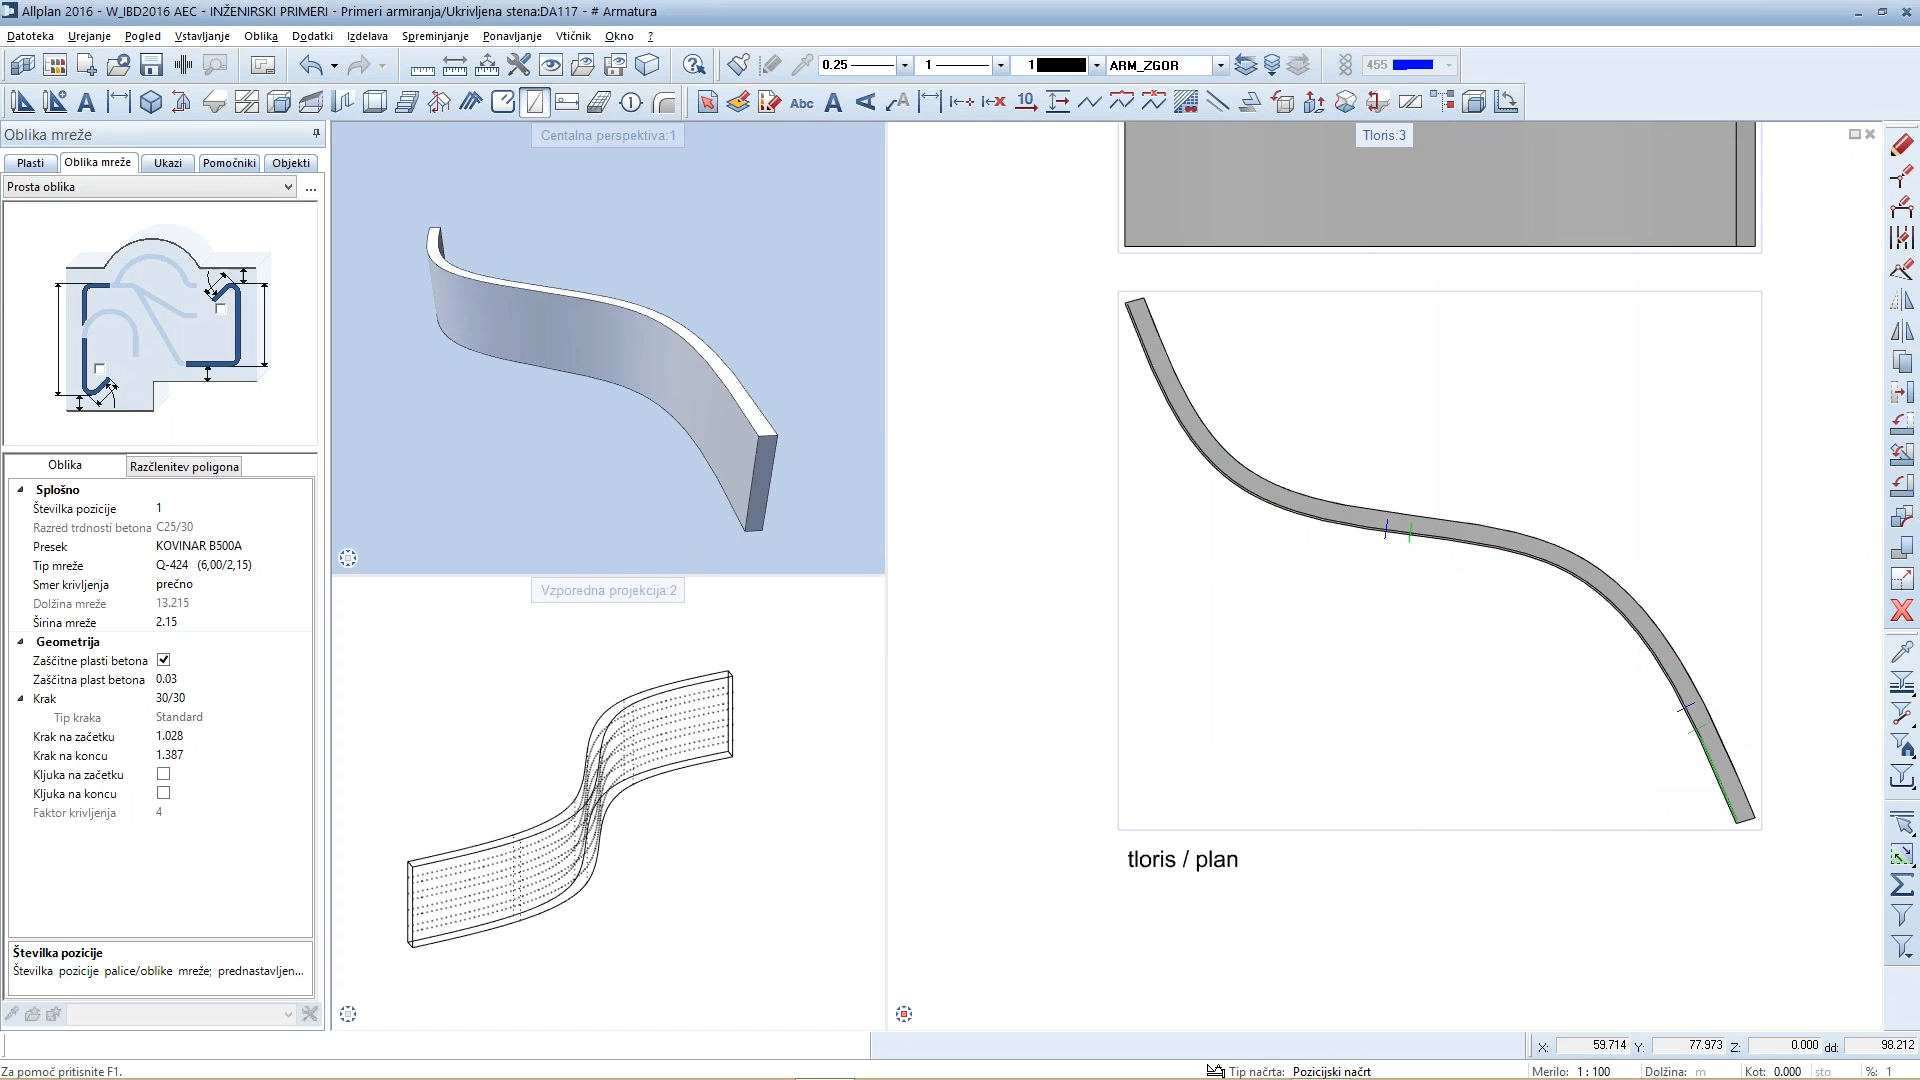 Allplan 2016 - W_IBD2016 AEC - INŽENIRSKI PRIMERI - Primeri armiranja/Ukrivljena stena:DA117 - # Armatura
Datoteka Urejanje Pogled Vstavljanje Oblika Dodatki Izdelava Spreminjanje Ponavljanje Vtičnik Okno ?
0.25 1 1 ARM_ZGOR 455
A Abc A 10
Oblika mreže
Centalna perspektiva:1
Tloris:3
Plasti Oblika mreže Ukazi Pomočniki Objekti
Prosta oblika ...
Oblika Razčlenitev poligona
Splošno
Številka pozicije 1
Razred trdnosti betona C25/30
Presek KOVINAR B500A
Tip mreže Q-424 (6,00/2,15)
Smer krivljenja prečno
Dolžina mreže 13.215
Širina mreže 2.15
Geometrija
Zaščitne plasti betona
Zaščitna plast betona 0.03
Krak 30/30
Tip kraka Standard
Krak na začetku 1.028
Krak na koncu 1.387
Kljuka na začetku
Kljuka na koncu
Faktor krivljenja 4
Vzporedna projekcija:2
tloris / plan
Številka pozicije
Številka pozicije palice/oblike mreže; prednastavljen...
X: 59.714 Y: 77.973 Z: 0.000 dd: 98.212
Za pomoč pritisnite F1.
Tip načrta: Pozicijski načrt
Merilo: 1 : 100 Dolžina: m Kot: 0.000 sto %: 1